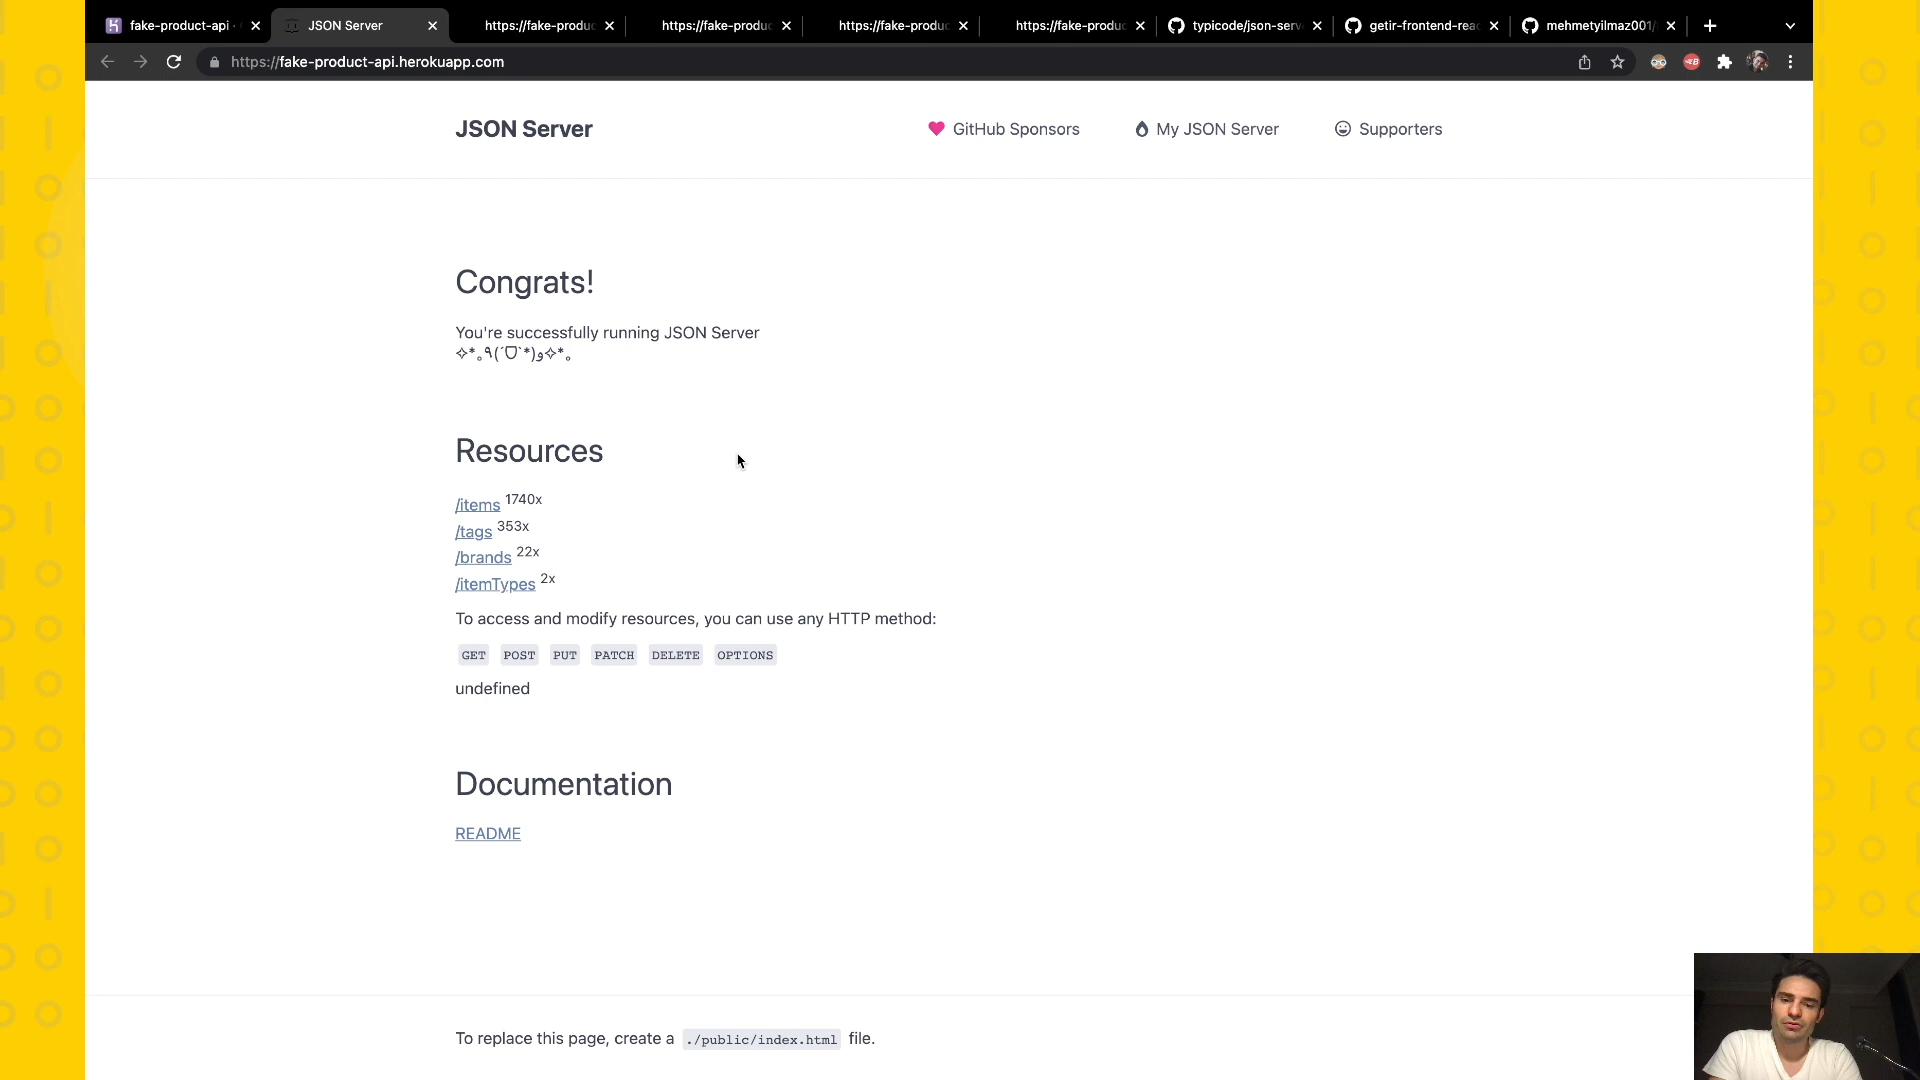 fake-product-api ·
JSON Server
https://fake-produc
https://fake-produc
https://fake-produc
https://fake-produc
typicode/json-serv
getir-frontend-reac
mehmetyilmaz001/
https://fake-product-api.herokuapp.com
JSON Server
GitHub Sponsors
My JSON Server
Supporters
Congrats!
You're successfully running JSON Server
✧*｡٩(ˊᗜˋ*)و✧*｡
Resources
/items 1740x
/tags 353x
/brands 22x
/itemTypes 2x
To access and modify resources, you can use any HTTP method:
GET POST PUT PATCH DELETE OPTIONS
undefined
Documentation
README
To replace this page, create a ./public/index.html file.